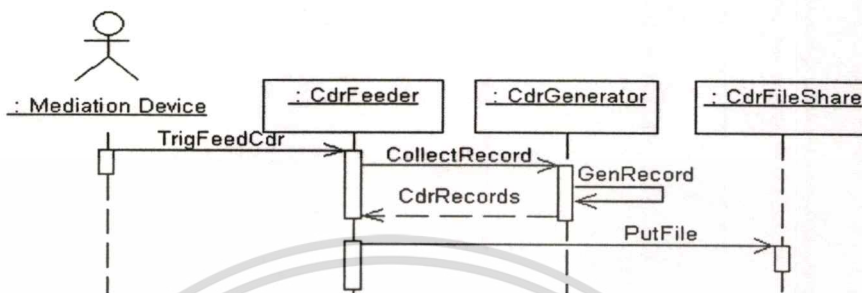 : Mediation Device
: CdrFeeder
: CdrGenerator
: CdrFileShare
TrigFeedCdr
CollectRecord
GenRecord
CdrRecords
PutFile